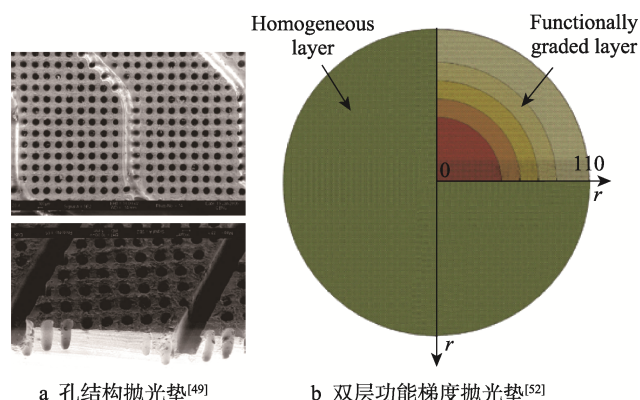 Homogeneous
layer
Functionally
graded layer
0
110
r
r
a 孔结构抛光垫[49]
b 双层功能梯度抛光垫[52]